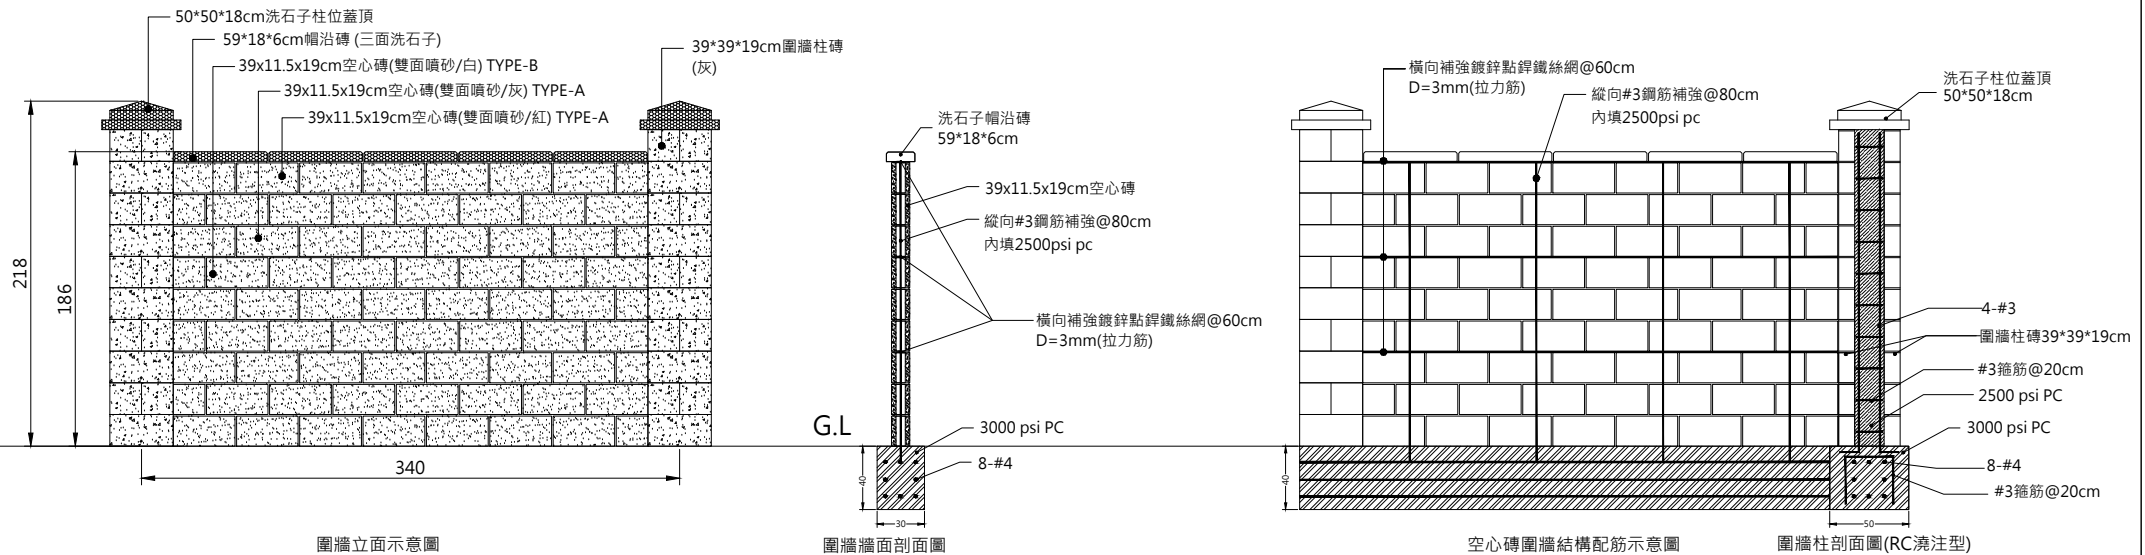 50*50*18cm洗石子柱位蓋頂
59*18*6cm帽沿磚 (三面洗石子)
39x11.5x19cm空心磚(雙面噴砂/白) TYPE-B
39x11.5x19cm空心磚(雙面噴砂/灰) TYPE-A
39x11.5x19cm空心磚(雙面噴砂/紅) TYPE-A
39*39*19cm圍牆柱磚
(灰)
218
186
340
圍牆立面示意圖
洗石子帽沿磚
59*18*6cm
39x11.5x19cm空心磚
縱向#3鋼筋補強@80cm
內填2500psi pc
橫向補強鍍鋅點銲鐵絲網@60cm
D=3mm(拉力筋)
G.L
3000 psi PC
8-#4
40
30
圍牆牆面剖面圖
橫向補強鍍鋅點銲鐵絲網@60cm
D=3mm(拉力筋)
縱向#3鋼筋補強@80cm
內填2500psi pc
洗石子柱位蓋頂
50*50*18cm
4-#3
圍牆柱磚39*39*19cm
#3箍筋@20cm
2500 psi PC
3000 psi PC
8-#4
#3箍筋@20cm
40
50
空心磚圍牆結構配筋示意圖
圍牆柱剖面圖(RC澆注型)